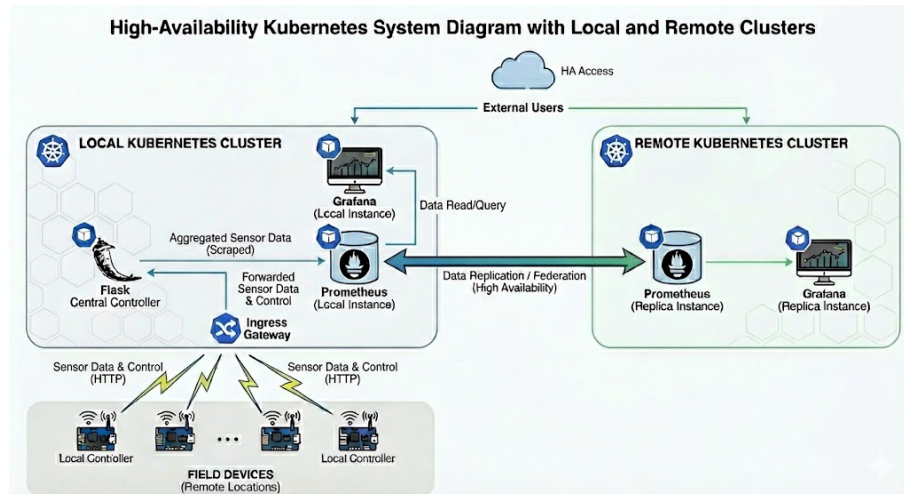 High-Availability Kubernetes System Diagram with Local and Remote Clusters
HA Access
External Users
LOCAL KUBERNETES CLUSTER
Grafana
(Local Instance)
Data Read/Query
Aggregated Sensor Data
(Scraped)
Flask
Central Controller
Forwarded
Sensor Data
& Control
Prometheus
(Local Instance)
Ingress
Gateway
Data Replication / Federation
(High Availability)
REMOTE KUBERNETES CLUSTER
Prometheus
(Replica Instance)
Grafana
(Replica Instance)
Sensor Data & Control
(HTTP)
Sensor Data & Control
(HTTP)
Local Controller
...
Local Controller
FIELD DEVICES
(Remote Locations)